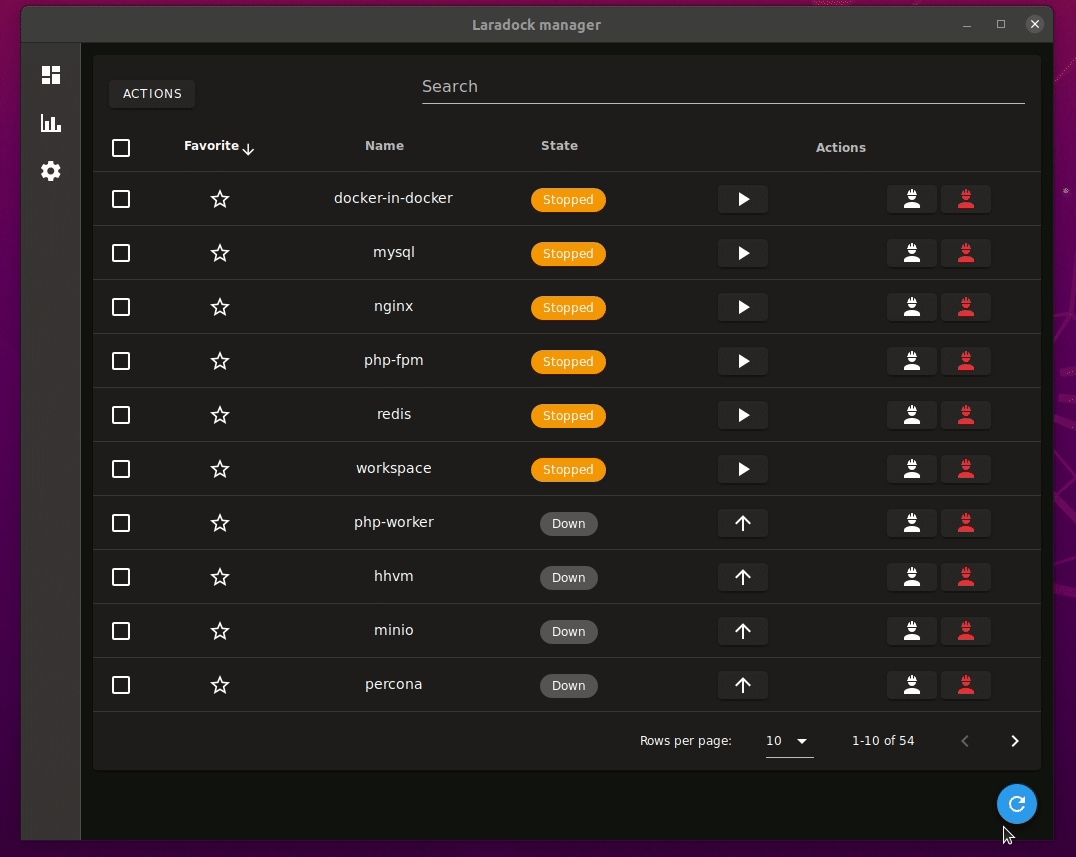 Laradock manager
ACTIONS Search
Favorite Name State Actions
docker-in-docker Stopped
mysql Stopped
nginx Stopped
php-fpm Stopped
redis Stopped
workspace Stopped
php-worker Down
hhvm Down
minio Down
percona Down
Rows per page: 10 1-10 of 54